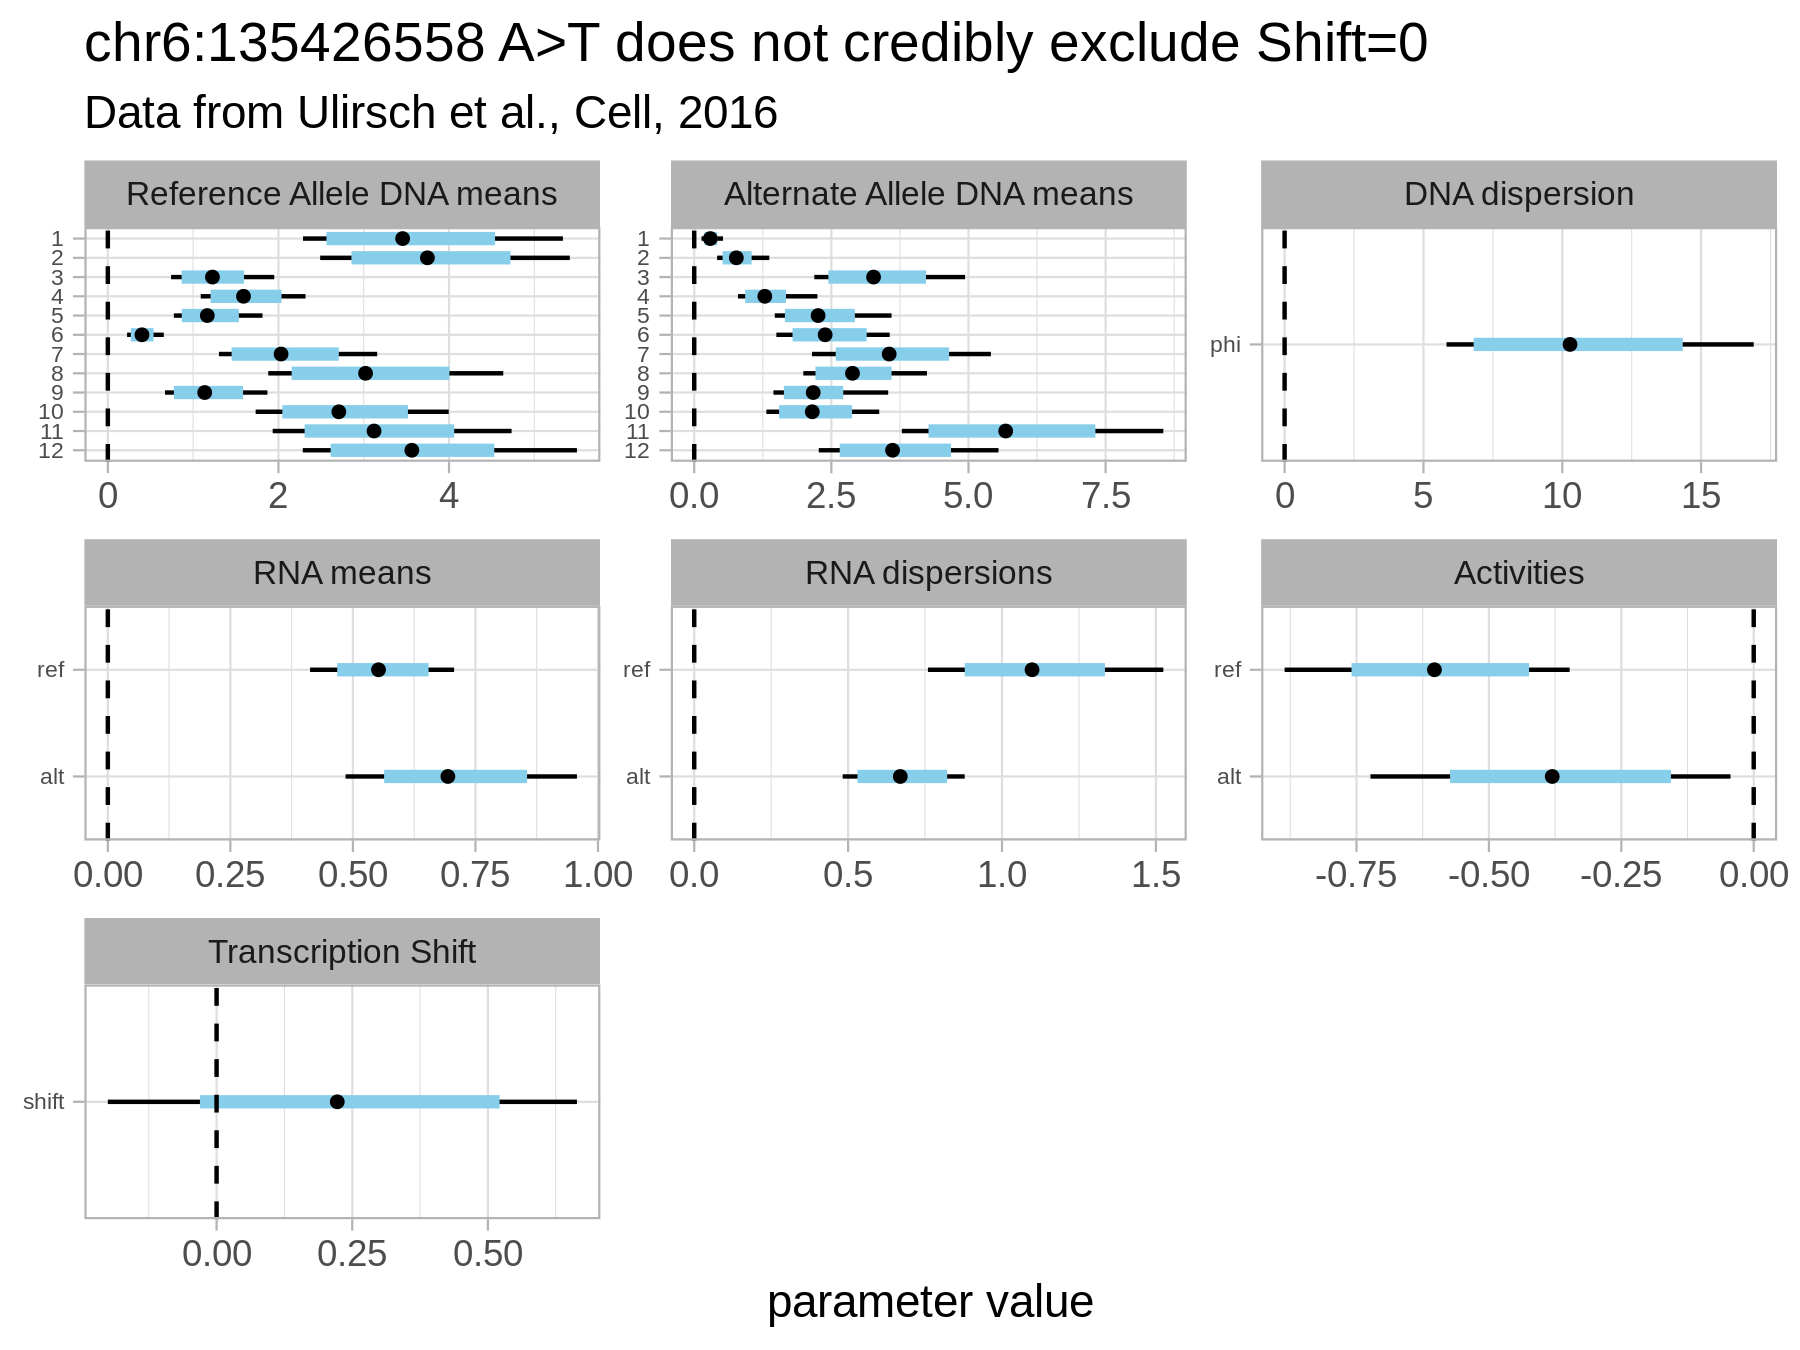 chr6:135426558 A>T does not credibly exclude Shift=0
Data from Ulirsch et al., Cell, 2016
Reference Allele DNA means
1
2
3
4
5
6
7
8
9
10
11
12
0 2 4
Alternate Allele DNA means
1
2
3
4
5
6
7
8
9
10
11
12
0.0 2.5 5.0 7.5
DNA dispersion
phi
0 5 10 15
RNA means
ref
alt
0.00 0.25 0.50 0.75 1.00
RNA dispersions
ref
alt
0.0 0.5 1.0 1.5
Activities
ref
alt
-0.75 -0.50 -0.25 0.00
Transcription Shift
shift
0.00 0.25 0.50
parameter value